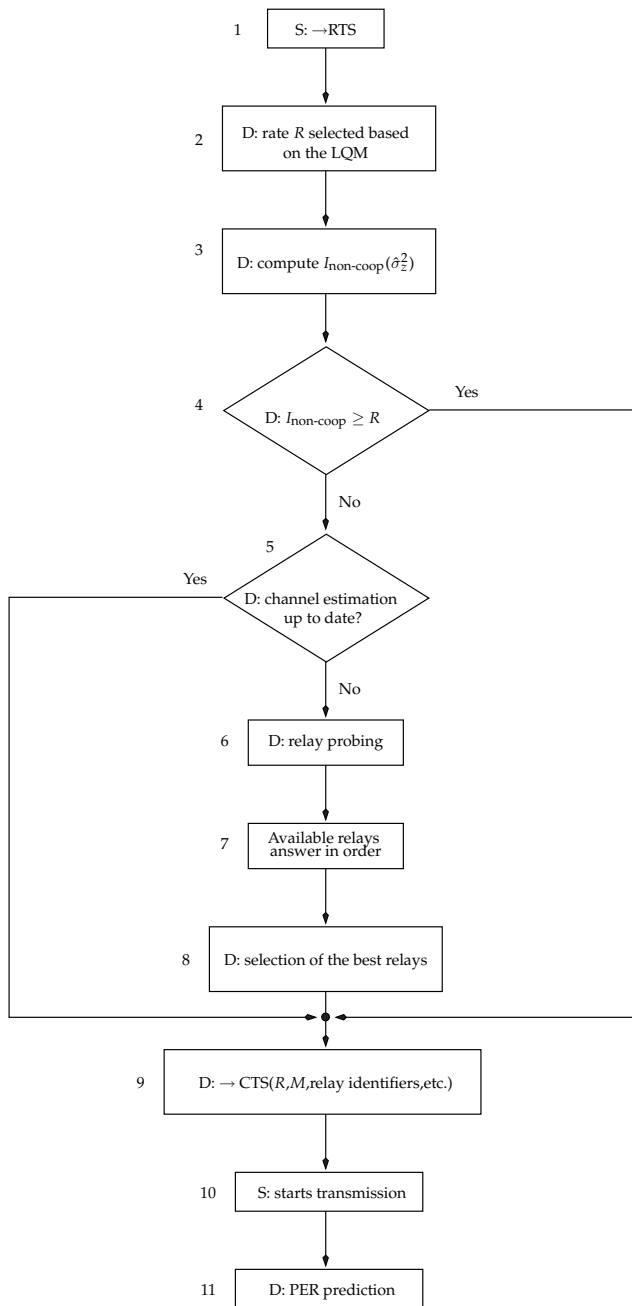 1 S: →RTS
2 D: rate R selected based
on the LQM
3 D: compute I_non-coop(σ̂_z^2)
4 D: I_non-coop ≥ R
Yes
No
5
Yes
D: channel estimation
up to date?
No
6 D: relay probing
7 Available relays
answer in order
8 D: selection of the best relays
9 D: → CTS(R,M,relay identifiers,etc.)
10 S: starts transmission
11 D: PER prediction